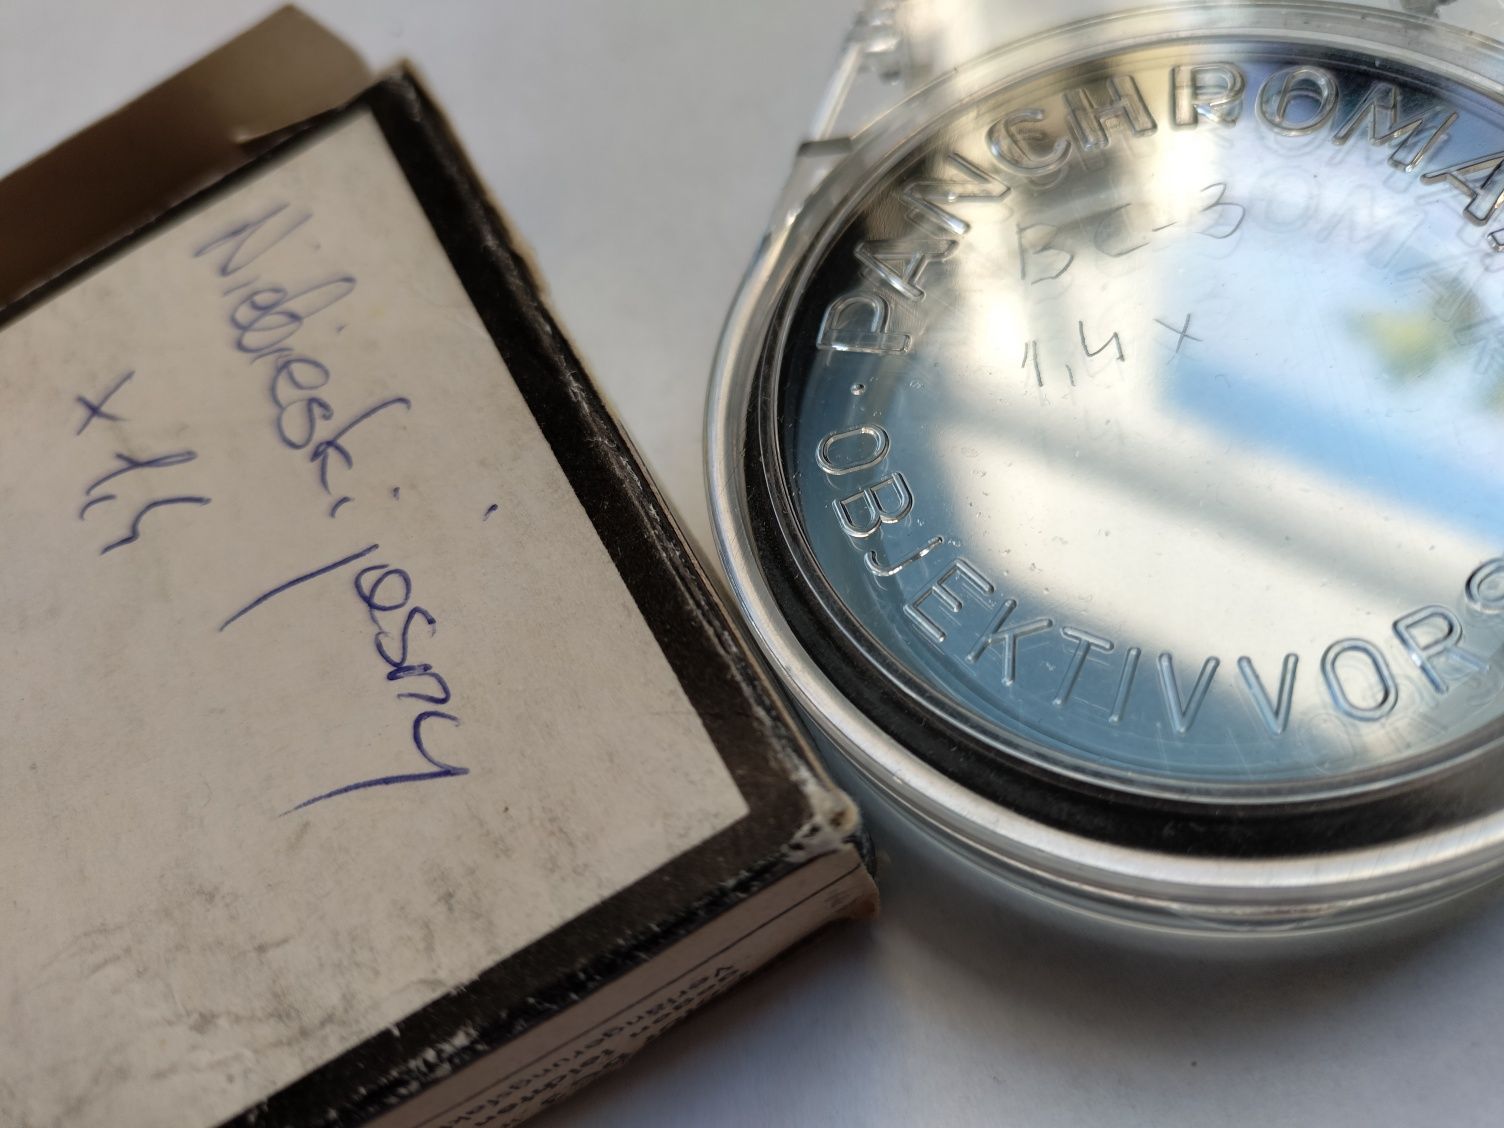 Niebieski jasny
x 1,4
PANCHROMA
BC-3
1,4 x
· OBJEKTIVVORS